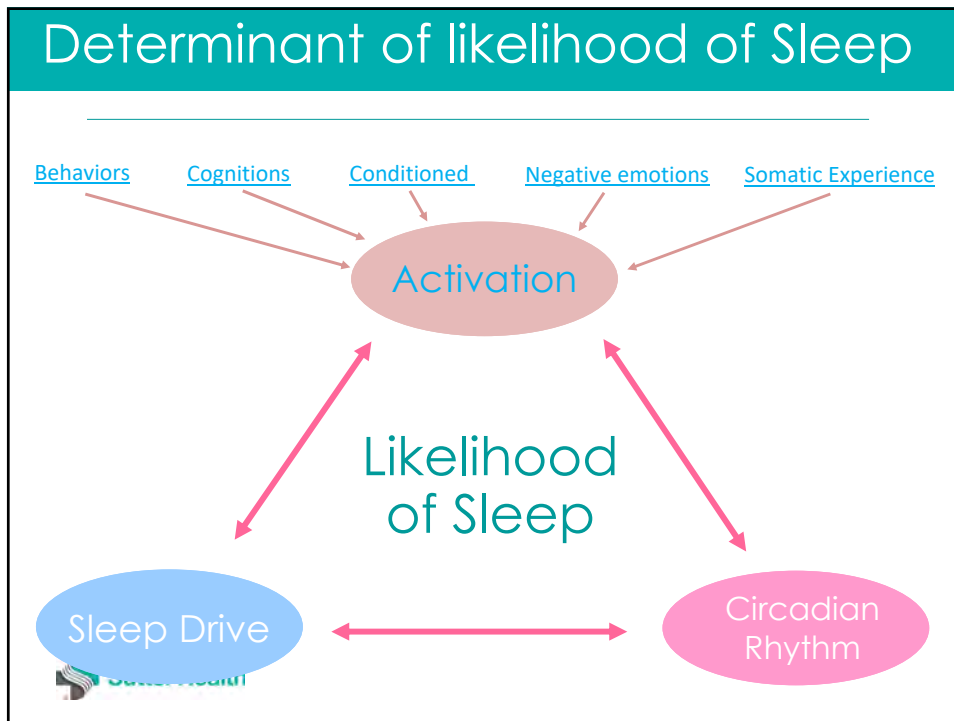 Determinant of likelihood of Sleep
Behaviors Cognitions Conditioned Negative emotions Somatic Experience
Activation
Likelihood
of Sleep
Sleep Drive
Circadian
Rhythm